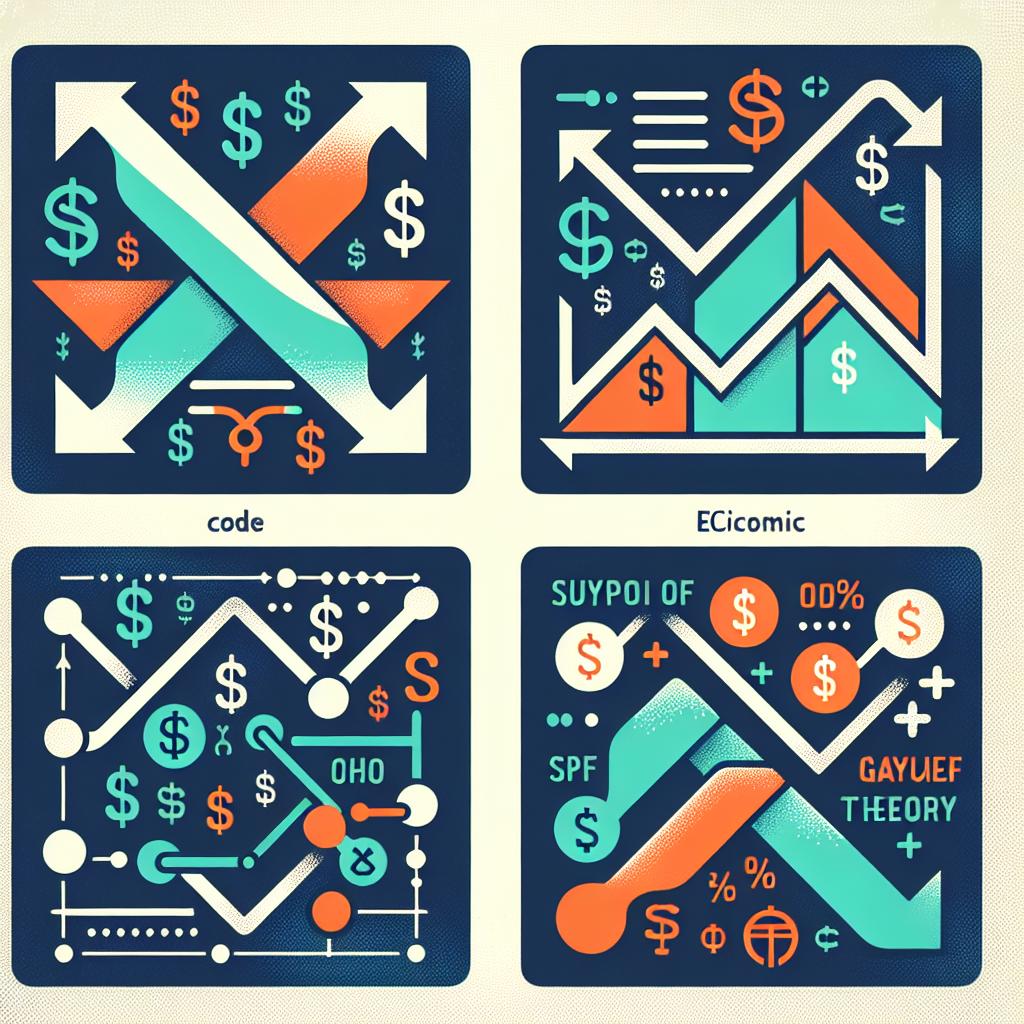 code
ECicomic
SUYPOI OF
OD%
OHO
SPF
GAYUEF
THEORY